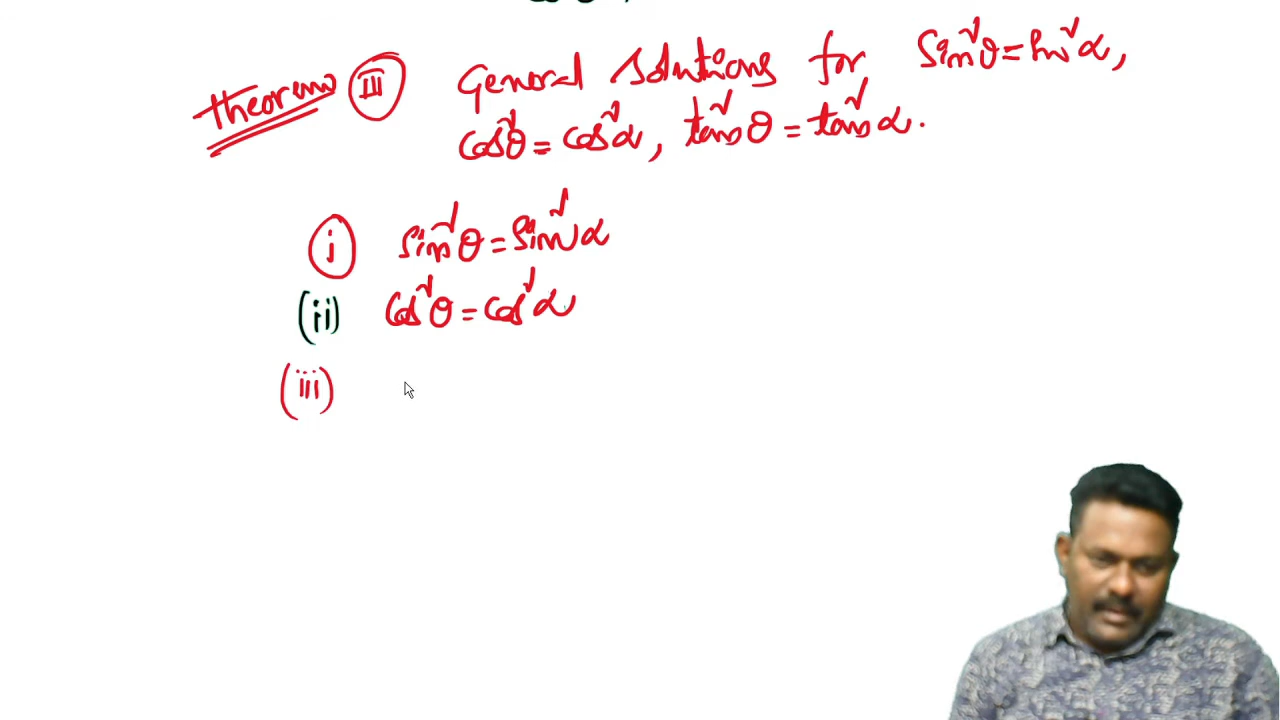 Theorem III General solutions for sin²θ = sin²α,
cos²θ = cos²α, tan²θ = tan²α.
i sin²θ = sin²α
(ii) cos²θ = cos²α
(iii)